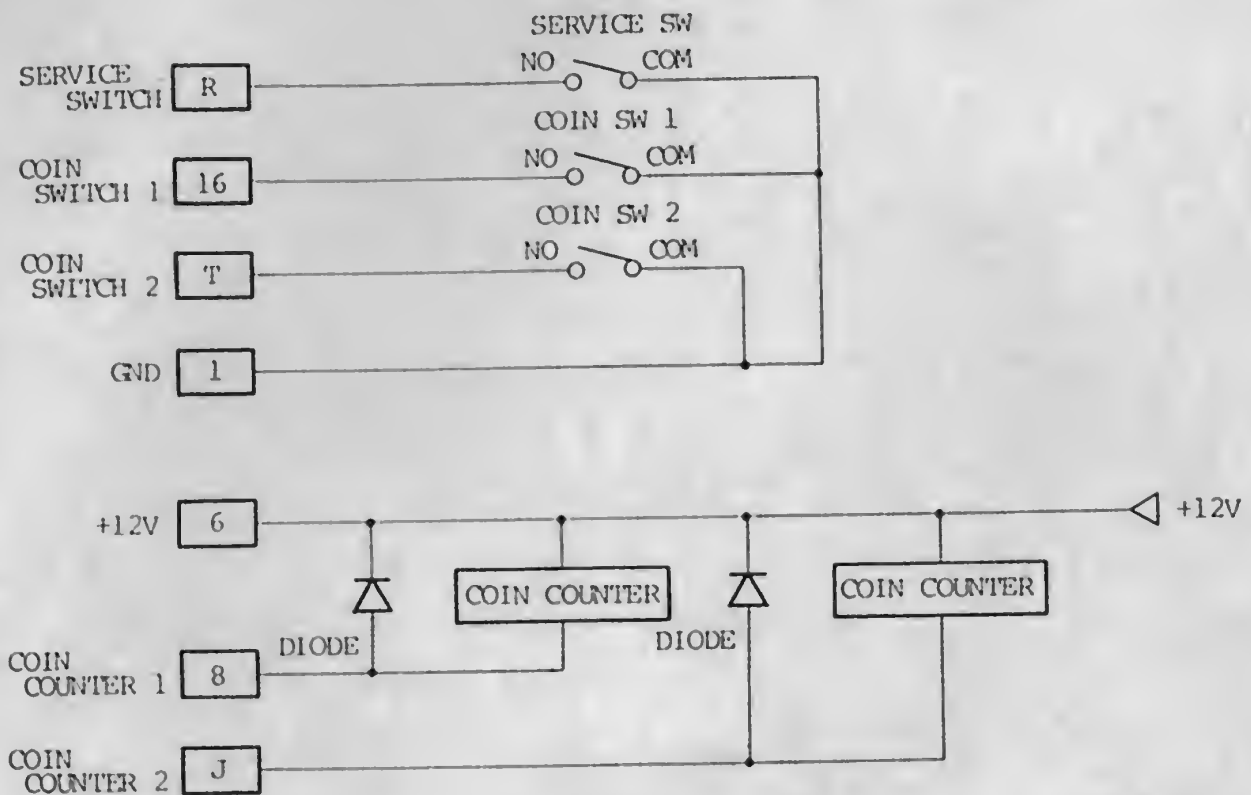 SERVICE SW
NO COM
SERVICE
SWITCH R
COIN SW 1
NO COM
COIN
SWITCH 1 16
COIN SW 2
NO COM
COIN
SWITCH 2 T
GND 1
+12V 6 +12V
COIN COUNTER COIN COUNTER
DIODE DIODE
COIN
COUNTER 1 8
COIN
COUNTER 2 J